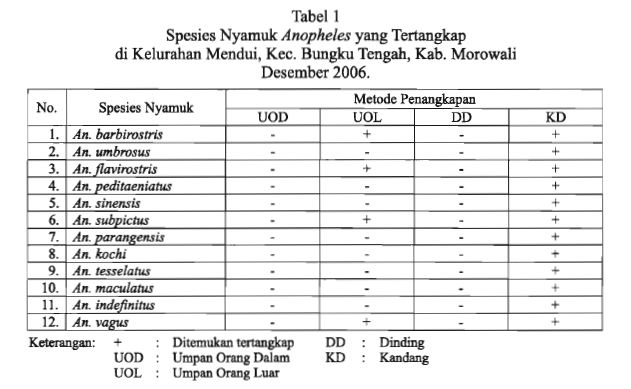 Tabel 1
Spesies Nyamuk Anopheles yang Tertangkap
di Kelurahan Mendui, Kec. Bungku Tengah, Kab. Morowali
Desember 2006.
No. Spesies Nyamuk Metode Penangkapan
UOD UOL DD KD
1. An. barbirostris - + - +
2. An. umbrosus - - - +
3. An. flavirostris - + - +
4. An. peditaeniatus - - - +
5. An. sinensis - - - +
6. An. subpictus - + - +
7. An. parangensis - - - +
8. An. kochi - - - +
9. An. tesselatus - - - +
10. An. maculatus - - - +
11. An. indefinitus - - - +
12. An. vagus - + - +
Keterangan: + : Ditemukan tertangkap DD : Dinding
UOD : Umpan Orang Dalam KD : Kandang
UOL : Umpan Orang Luar